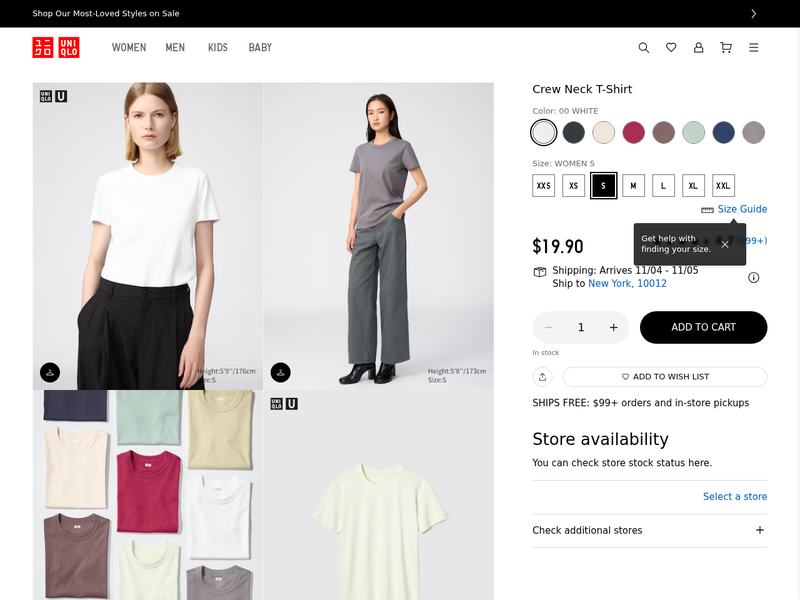 Shop Our Most-Loved Styles on Sale
UNI
QLO
WOMEN
MEN
KIDS
BABY
UNI
QLO
U
Height:5'9"/176cm
Size:S
Height:5'8"/173cm
Size:S
UNI
QLO
U
Crew Neck T-Shirt
Color: 00 WHITE
Size: WOMEN S
XXS
XS
S
M
L
XL
XXL
Size Guide
Get help with
finding your size.
$19.90
99+)
Shipping: Arrives 11/04 - 11/05
Ship to New York, 10012
1
ADD TO CART
In stock
ADD TO WISH LIST
SHIPS FREE: $99+ orders and in-store pickups
Store availability
You can check store stock status here.
Select a store
Check additional stores